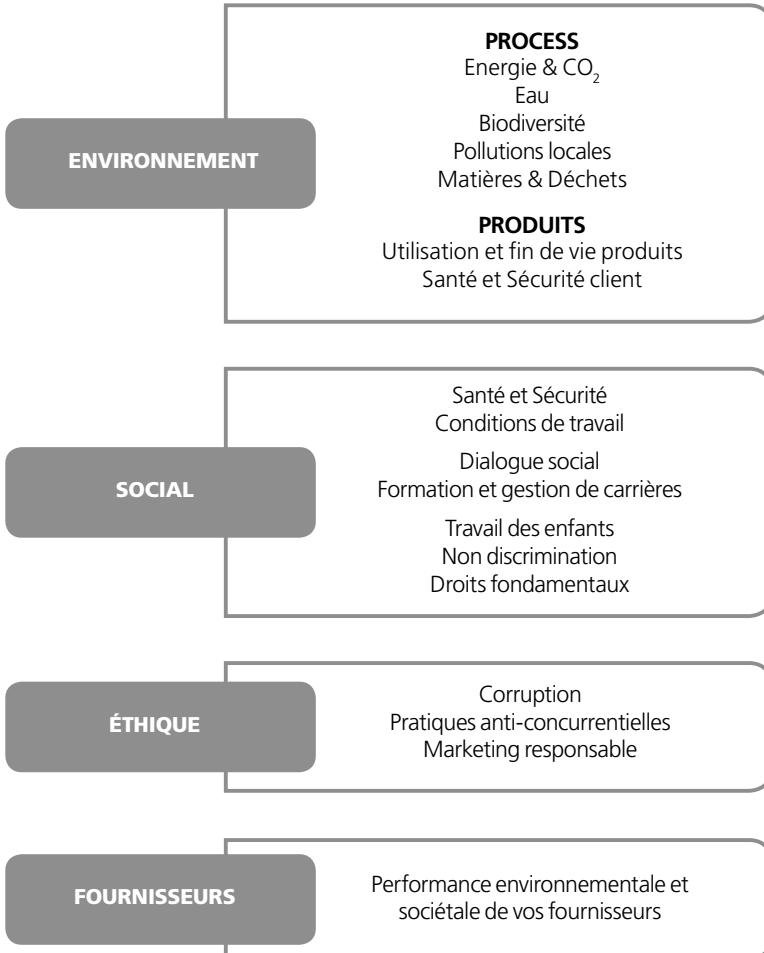 ENVIRONNEMENT
PROCESS
Energie & CO₂
Eau
Biodiversité
Pollutions locales
Matières & Déchets
PRODUITS
Utilisation et fin de vie produits
Santé et Sécurité client
SOCIAL
Santé et Sécurité
Conditions de travail
Dialogue social
Formation et gestion de carrières
Travail des enfants
Non discrimination
Droits fondamentaux
ÉTHIQUE
Corruption
Pratiques anti-concurrentielles
Marketing responsable
FOURNISSEURS
Performance environnementale et
sociétale de vos fournisseurs